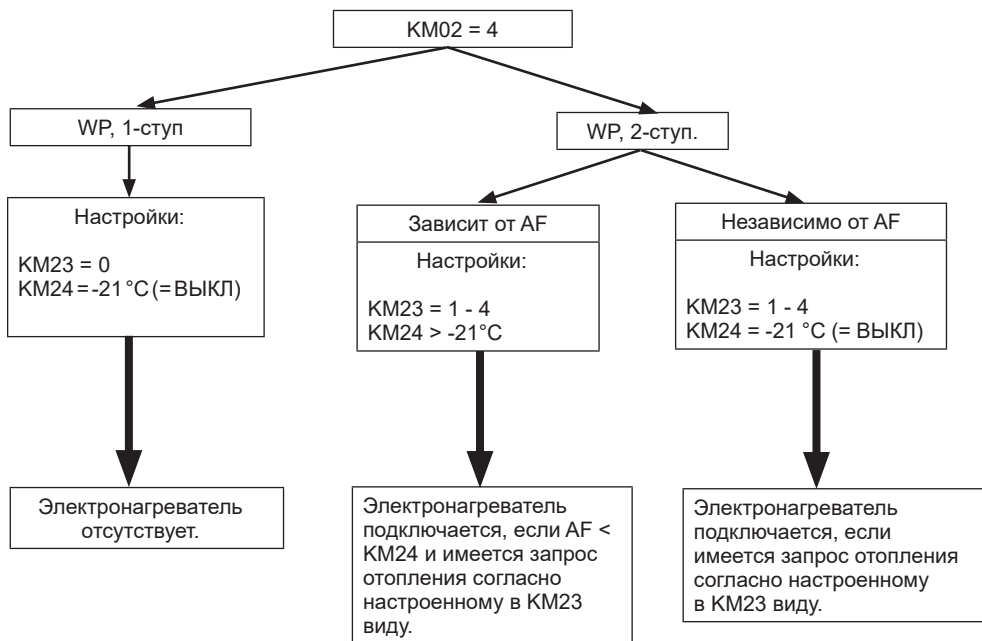 KM02 = 4
WP, 1-ступ
WP, 2-ступ.
Настройки:
KM23 = 0
KM24 = -21 °C (= ВЫКЛ)
Зависит от AF
Настройки:
KM23 = 1 - 4
KM24 > -21°C
Независимо от AF
Настройки:
KM23 = 1 - 4
KM24 = -21 °C (= ВЫКЛ)
Электронагреватель
отсутствует.
Электронагреватель
подключается, если AF <
KM24 и имеется запрос
отопления согласно
настроенному в KM23
виду.
Электронагреватель
подключается, если
имеется запрос отопления
согласно настроенному
в KM23 виду.